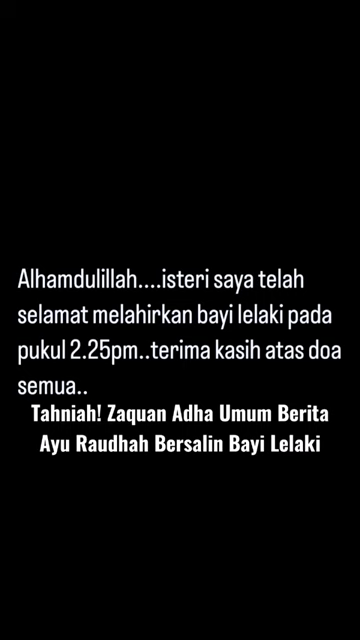 Alhamdulillah....isteri saya telah
selamat melahirkan bayi lelaki pada
pukul 2.25pm..terima kasih atas doa
semua..
Tahniah! Zaquan Adha Umum Berita
Ayu Raudhah Bersalin Bayi Lelaki